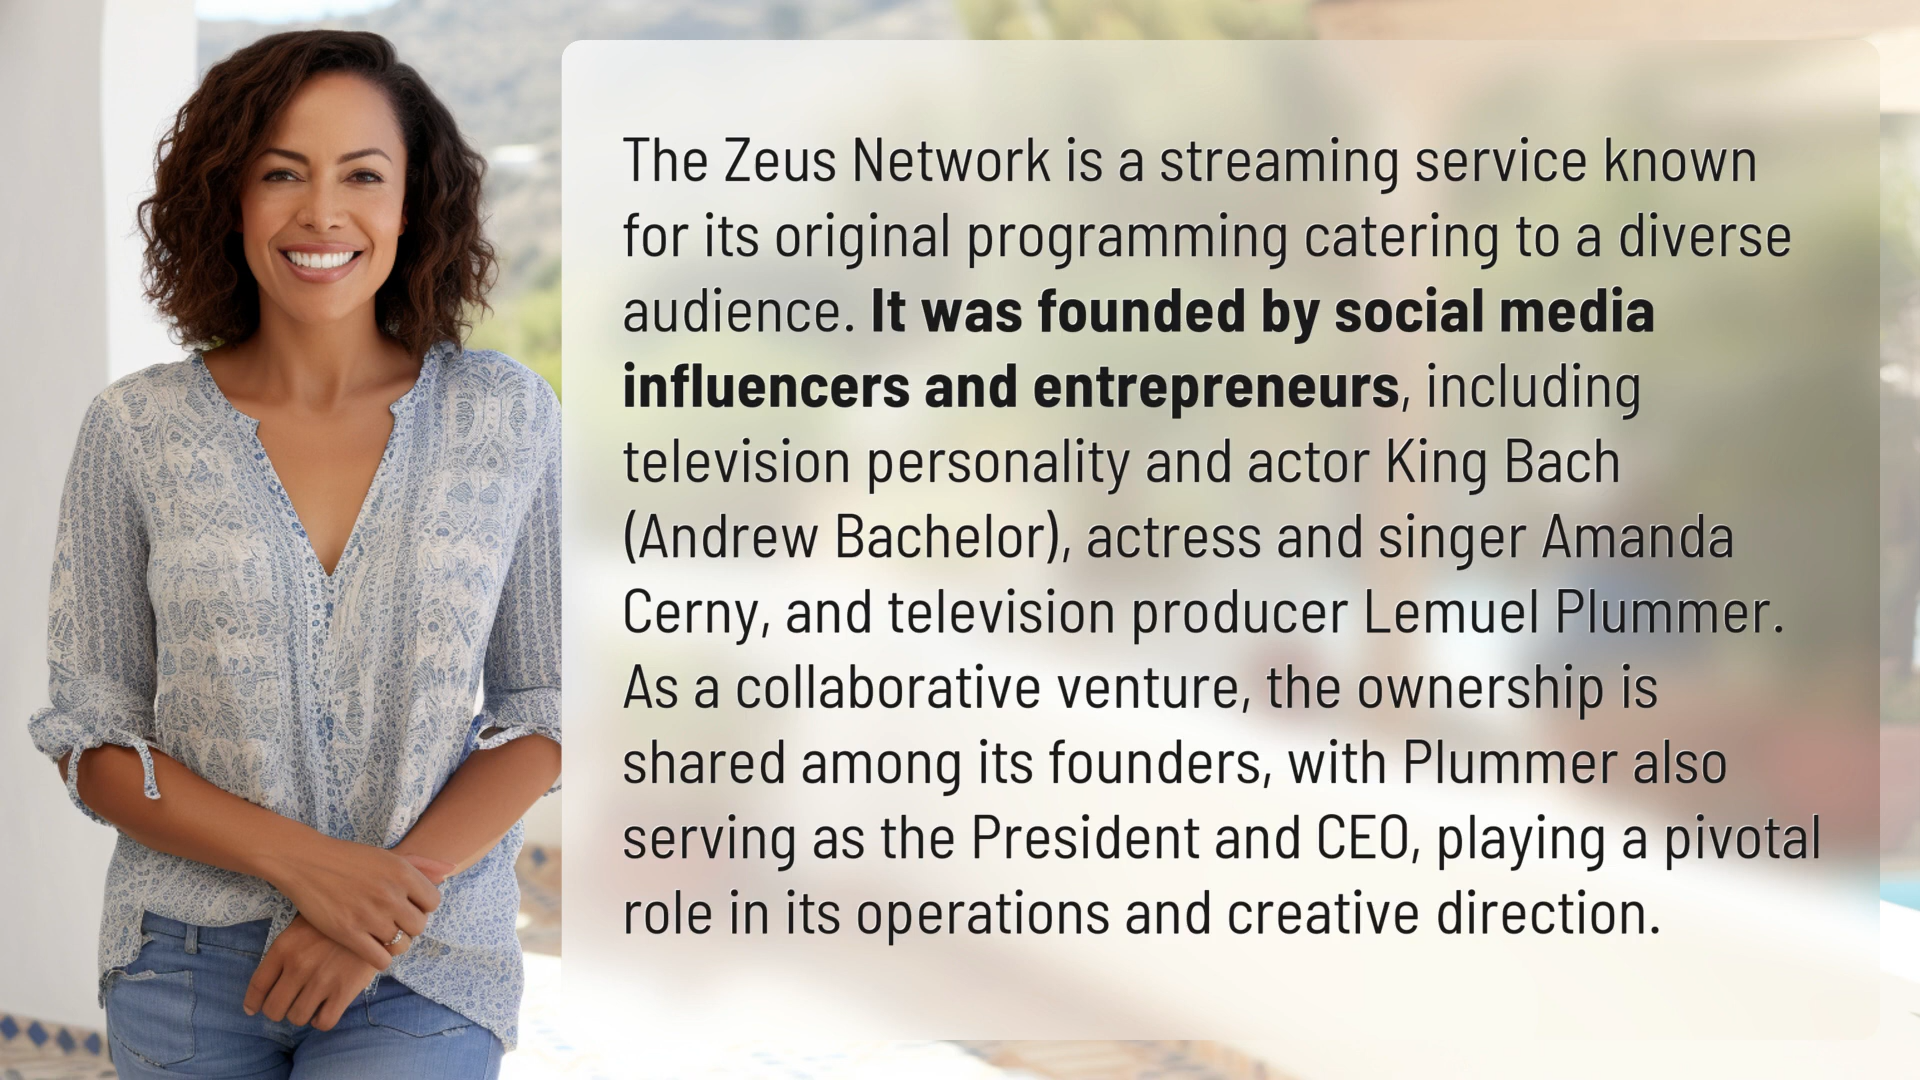 The Zeus Network is a streaming service known
for its original programming catering to a diverse
audience. It was founded by social media
influencers and entrepreneurs, including
television personality and actor King Bach
(Andrew Bachelor), actress and singer Amanda
Cerny, and television producer Lemuel Plummer.
As a collaborative venture, the ownership is
shared among its founders, with Plummer also
serving as the President and CEO, playing a pivotal
role in its operations and creative direction.